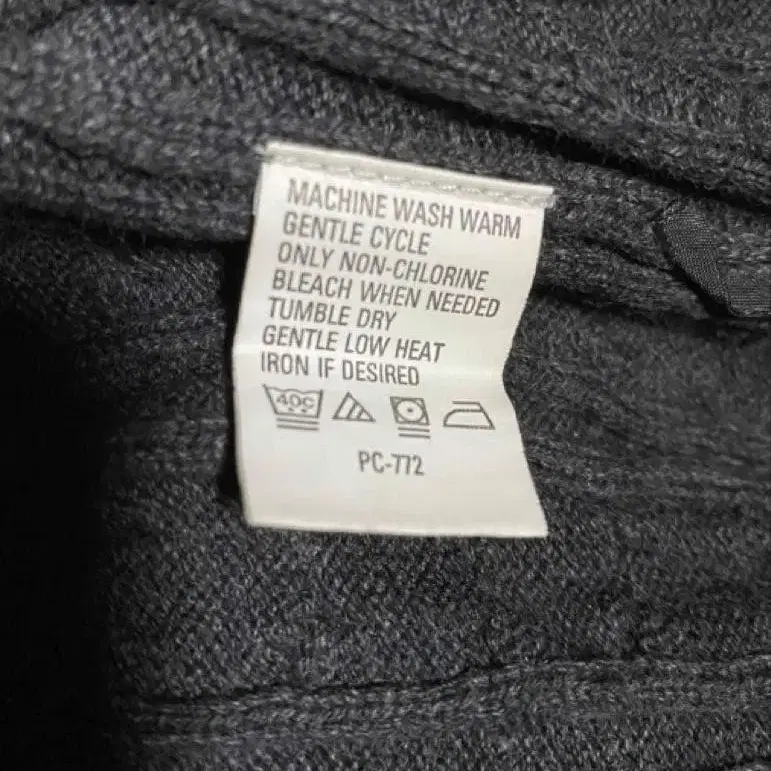 MACHINE WASH WARM
GENTLE CYCLE
ONLY NON-CHLORINE
BLEACH WHEN NEEDED
TUMBLE DRY
GENTLE LOW HEAT
IRON IF DESIRED
40C
PC-T72